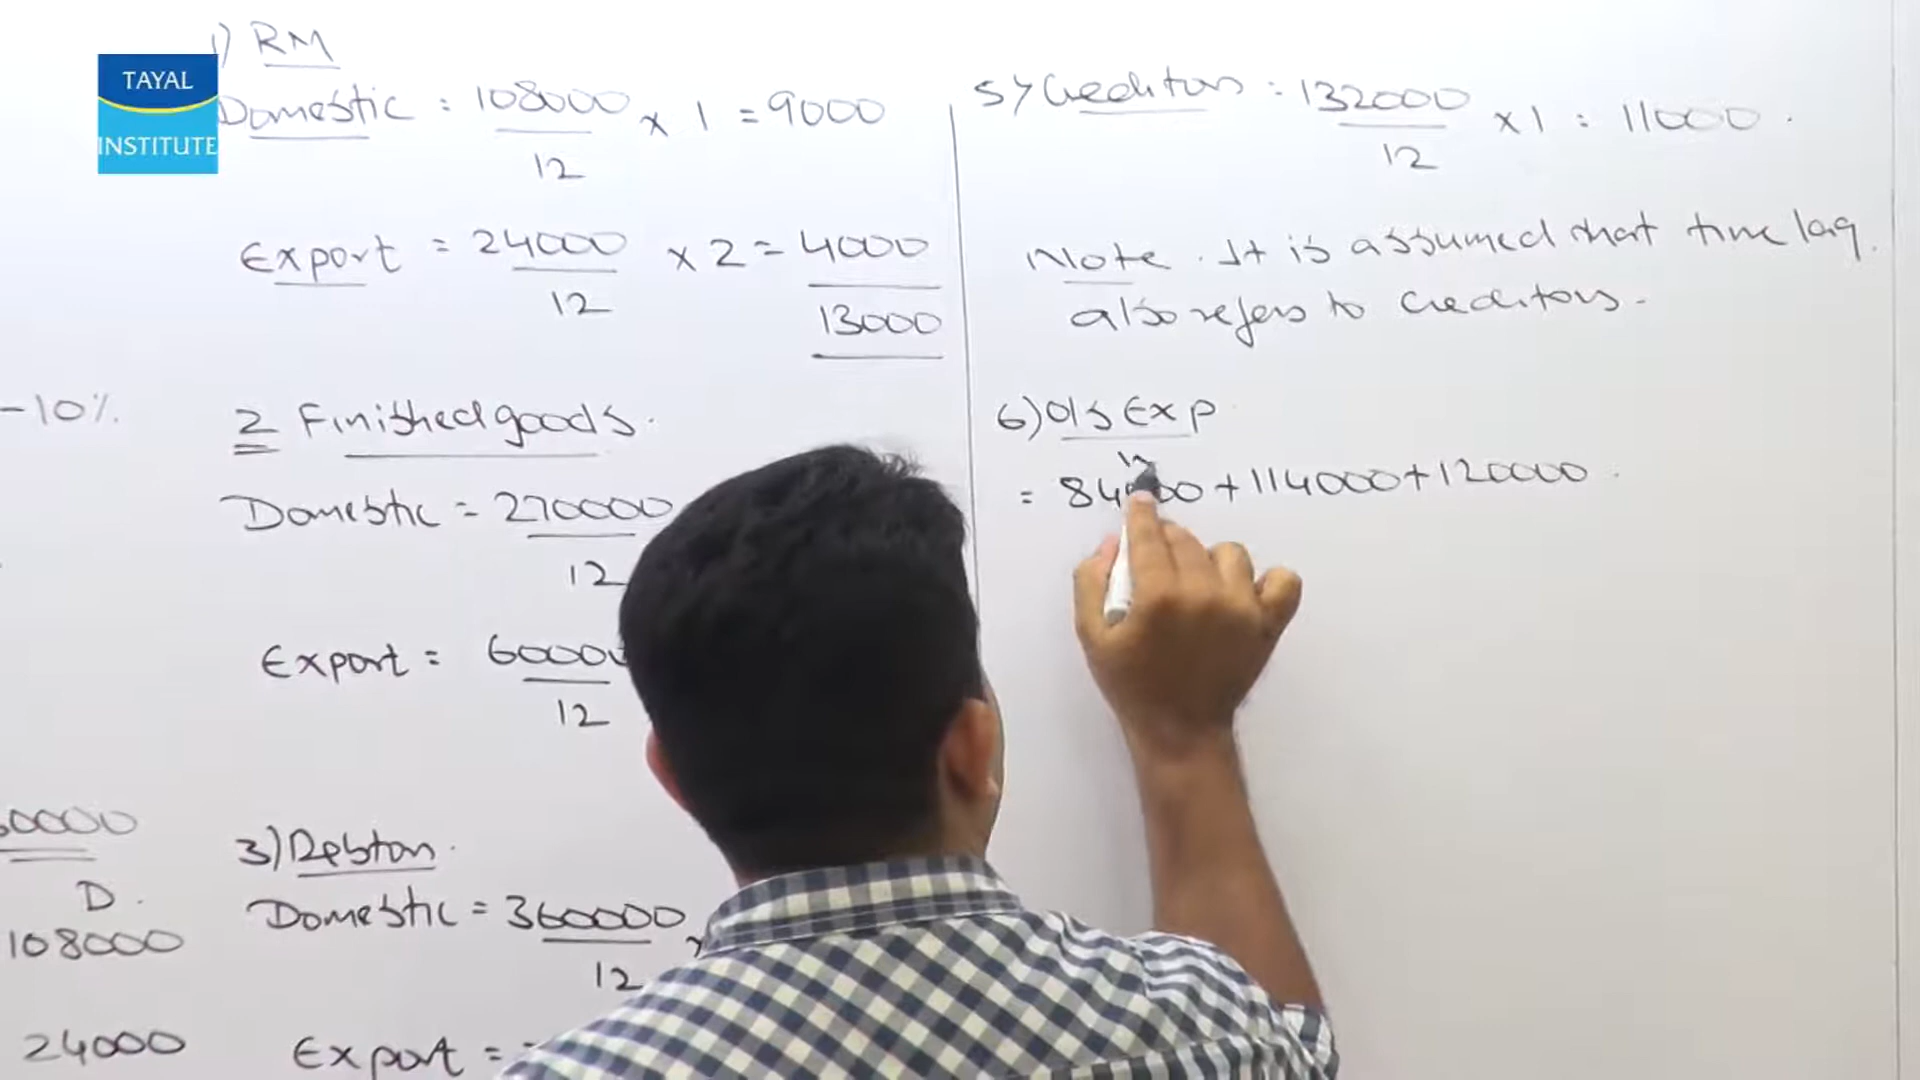 TAYAL
INSTITUTE
1) RM
Domestic = 108000 x 1 = 9000
12
Export = 24000 x 2 = 4000
12
13000
-10%.
2 Finished goods.
Domestic = 270000
12
Export = 60000
12
0000
D.
108000
24000
3) Debtors.
Domestic = 360000
12
Export =
5) Creditors = 132000 x 1 = 11000.
12
Note. It is assumed that time lag
also refers to creditors.
6) O/s Exp
= 84000 + 114000 + 120000